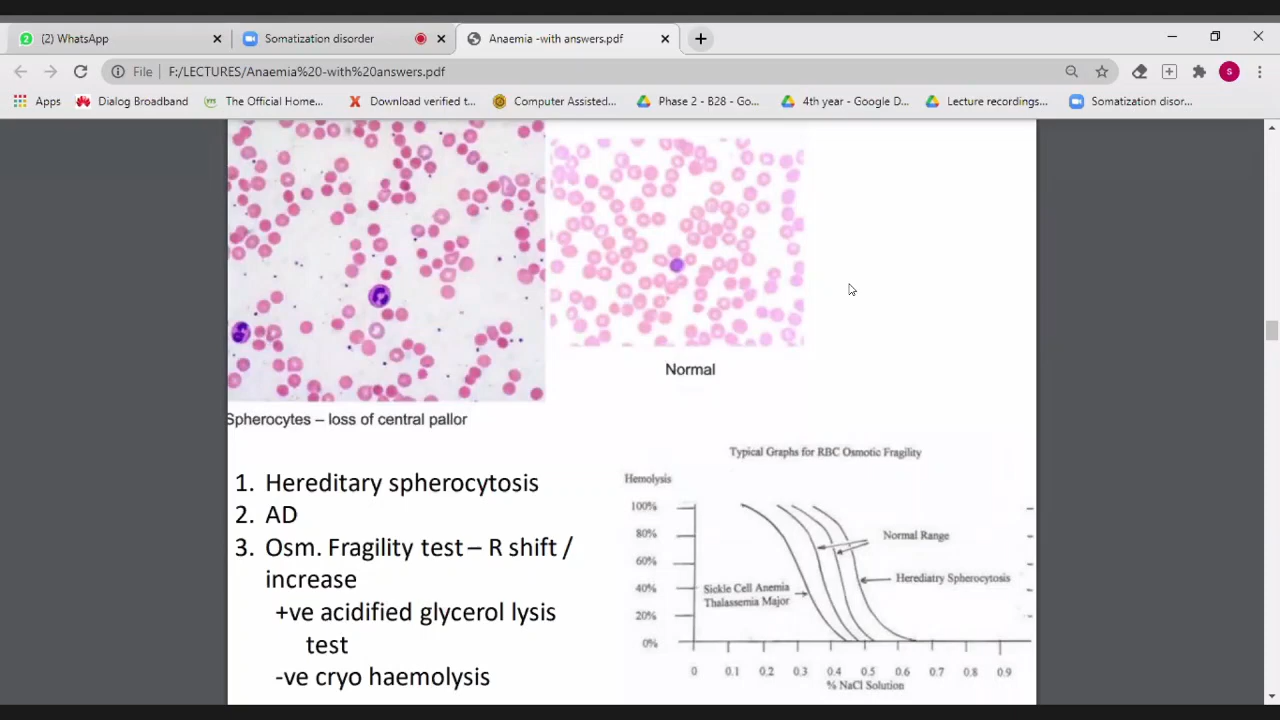 (2) WhatsApp
Somatization disorder
Anaemia -with answers.pdf
File
F:/LECTURES/Anaemia%20-with%20answers.pdf
S
Apps
Dialog Broadband
The Official Home...
Download verified t...
Computer Assisted...
Phase 2 - B28 - Go...
4th year - Google D...
Lecture recordings...
Somatization disor...
Normal
Spherocytes – loss of central pallor
1. Hereditary spherocytosis
2. AD
3. Osm. Fragility test – R shift /
increase
+ve acidified glycerol lysis
test
-ve cryo haemolysis
Typical Graphs for RBC Osmotic Fragility
Hemolysis
100%
80%
60%
40%
20%
0%
Normal Range
Herediatry Spherocytosis
Sickle Cell Anemia
Thalassemia Major
0 0.1 0.2 0.3 0.4 0.5 0.6 0.7 0.8 0.9
% NaCl Solution